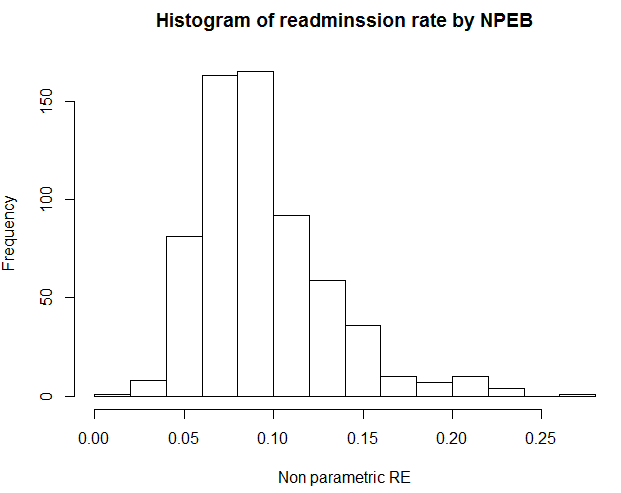 Histogram of readminssion rate by NPEB
Frequency
150
100
50
0
0.00 0.05 0.10 0.15 0.20 0.25
Non parametric RE